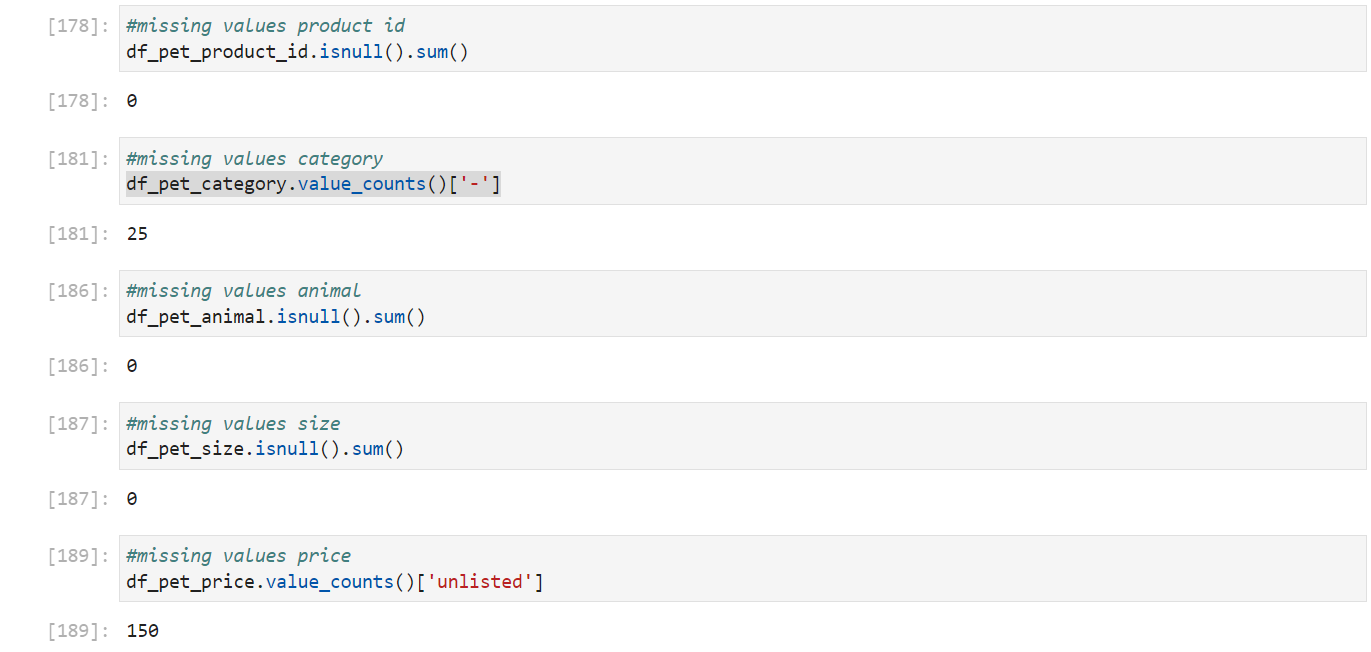 [178]: #missing values product id
df_pet_product_id.isnull().sum()
[178]: 0
[181]: #missing values category
df_pet_category.value_counts()['-']
[181]: 25
[186]: #missing values animal
df_pet_animal.isnull().sum()
[186]: 0
[187]: #missing values size
df_pet_size.isnull().sum()
[187]: 0
[189]: #missing values price
df_pet_price.value_counts()['unlisted']
[189]: 150